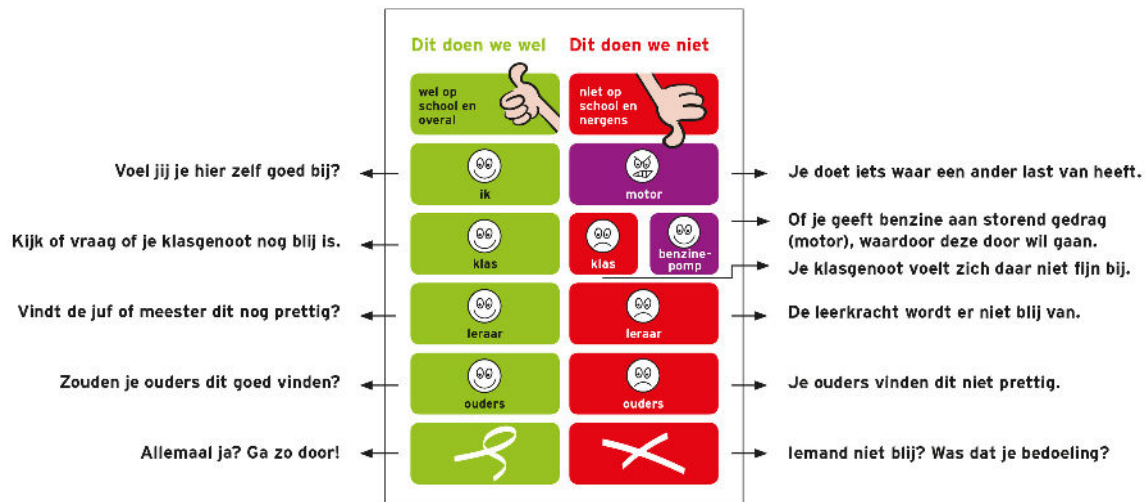 Dit doen we wel
Dit doen we niet
wel op
school en
overal
niet op
school en
nergens
Voel jij je hier zelf goed bij?
ik
motor
Je doet iets waar een ander last van heeft.
Kijk of vraag of je klasgenoot nog blij is.
klas
klas
benzine-
pomp
Of je geeft benzine aan storend gedrag
(motor), waardoor deze door wil gaan.
Je klasgenoot voelt zich daar niet fijn bij.
Vindt de juf of meester dit nog prettig?
leraar
leraar
De leerkracht wordt er niet blij van.
Zouden je ouders dit goed vinden?
ouders
ouders
Je ouders vinden dit niet prettig.
Allemaal ja? Ga zo door!
Iemand niet blij? Was dat je bedoeling?